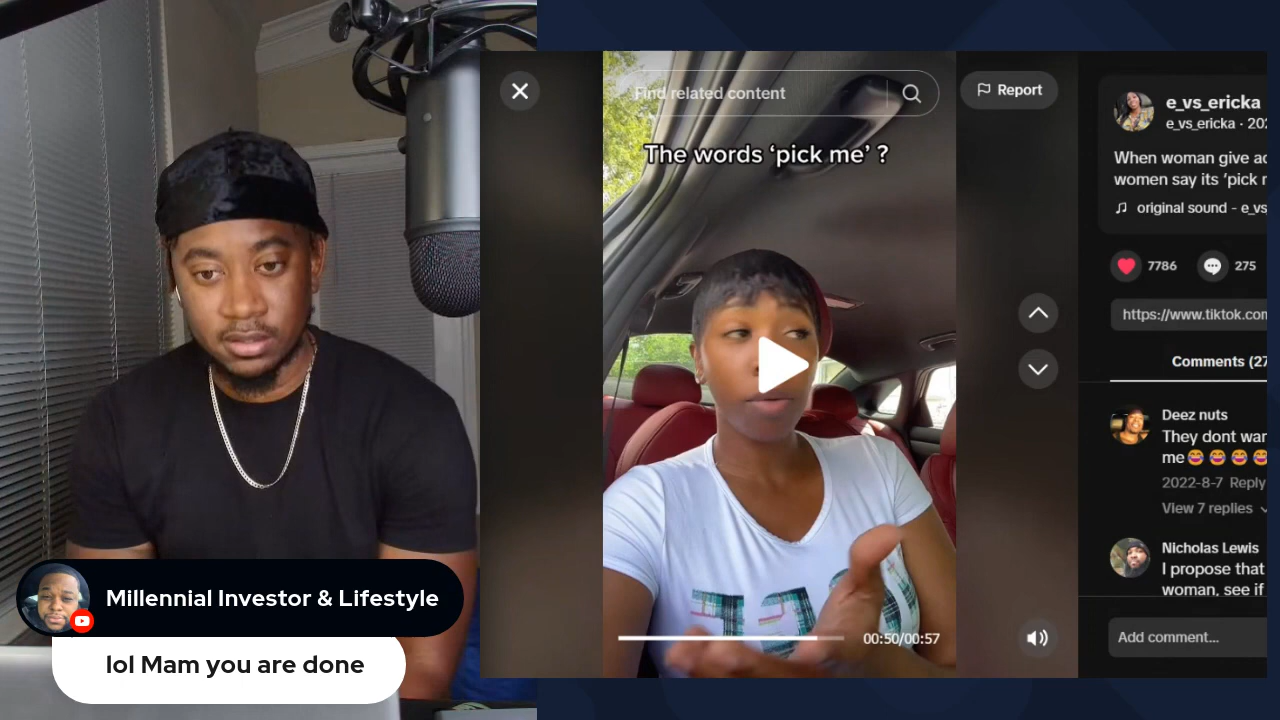 Find related content
Report
The words ‘pick me’ ?
e_vs_ericka
e_vs_ericka · 202
When woman give
women say its ‘pick
original sound - e_vs
7786
275
https://www.tiktok.com
Comments (27
Deez nuts
They dont
me😂😂😂😂
2022-8-7 Reply
View 7 replies
Nicholas Lewis
I propose that
woman, see if
Add comment...
00:50/00:57
Millennial Investor & Lifestyle
lol Mam you are done